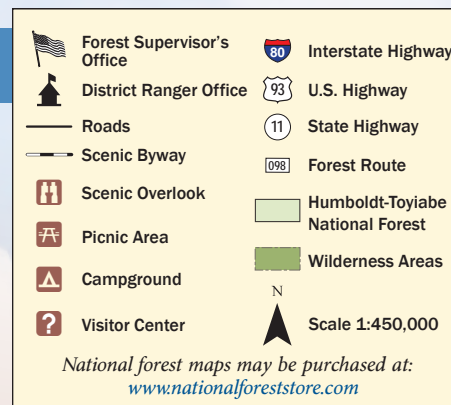 Forest Supervisor's
Office
District Ranger Office
Roads
Scenic Byway
Scenic Overlook
Picnic Area
Campground
?
Visitor Center
80
Interstate Highway
93
U.S. Highway
11
State Highway
098
Forest Route
Humboldt-Toiyabe
National Forest
Wilderness Areas
N
Scale 1:450,000
National forest maps may be purchased at:
www.nationalforeststore.com